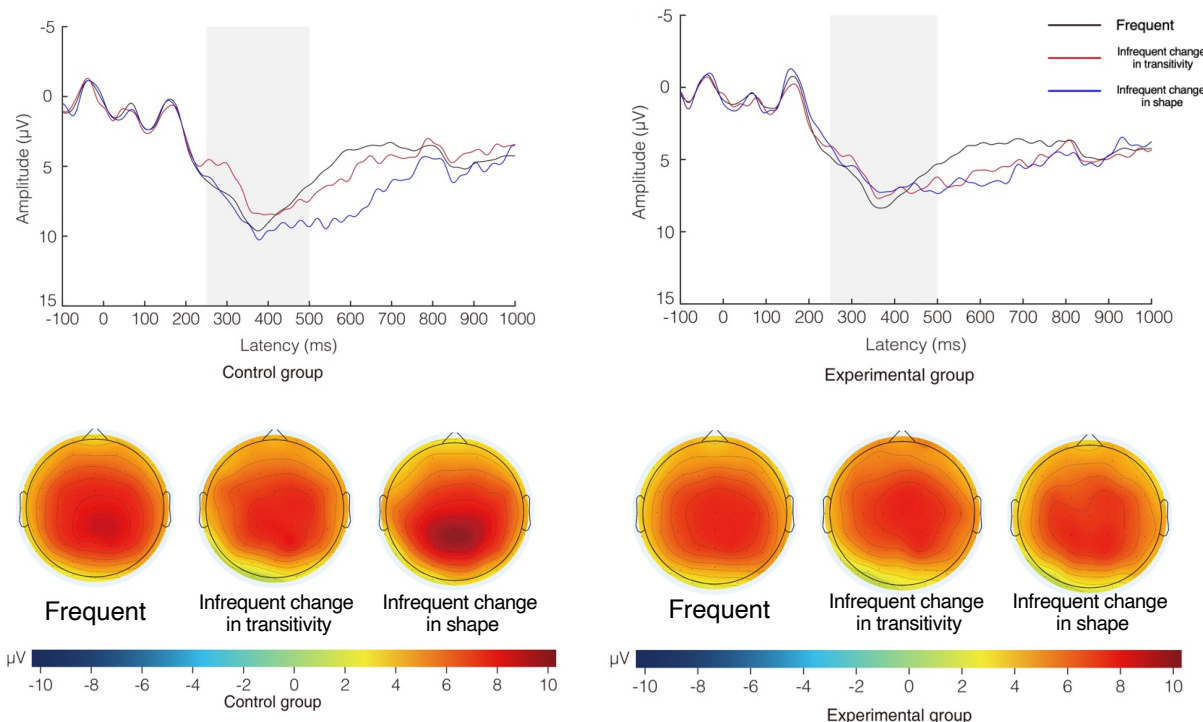 -5
0
5
10
15
Amplitude (µV)
-100 0 100 200 300 400 500 600 700 800 900 1000
Latency (ms)
Control group
-5
0
5
10
15
Amplitude (µV)
-100 0 100 200 300 400 500 600 700 800 900 1000
Latency (ms)
Experimental group
Frequent
Infrequent change
in transitivity
Infrequent change
in shape
Frequent
Infrequent change
in transitivity
Infrequent change
in shape
µV
-10 -8 -6 -4 -2 0 2 4 6 8 10
Control group
Frequent
Infrequent change
in transitivity
Infrequent change
in shape
µV
-10 -8 -6 -4 -2 0 2 4 6 8 10
Experimental group